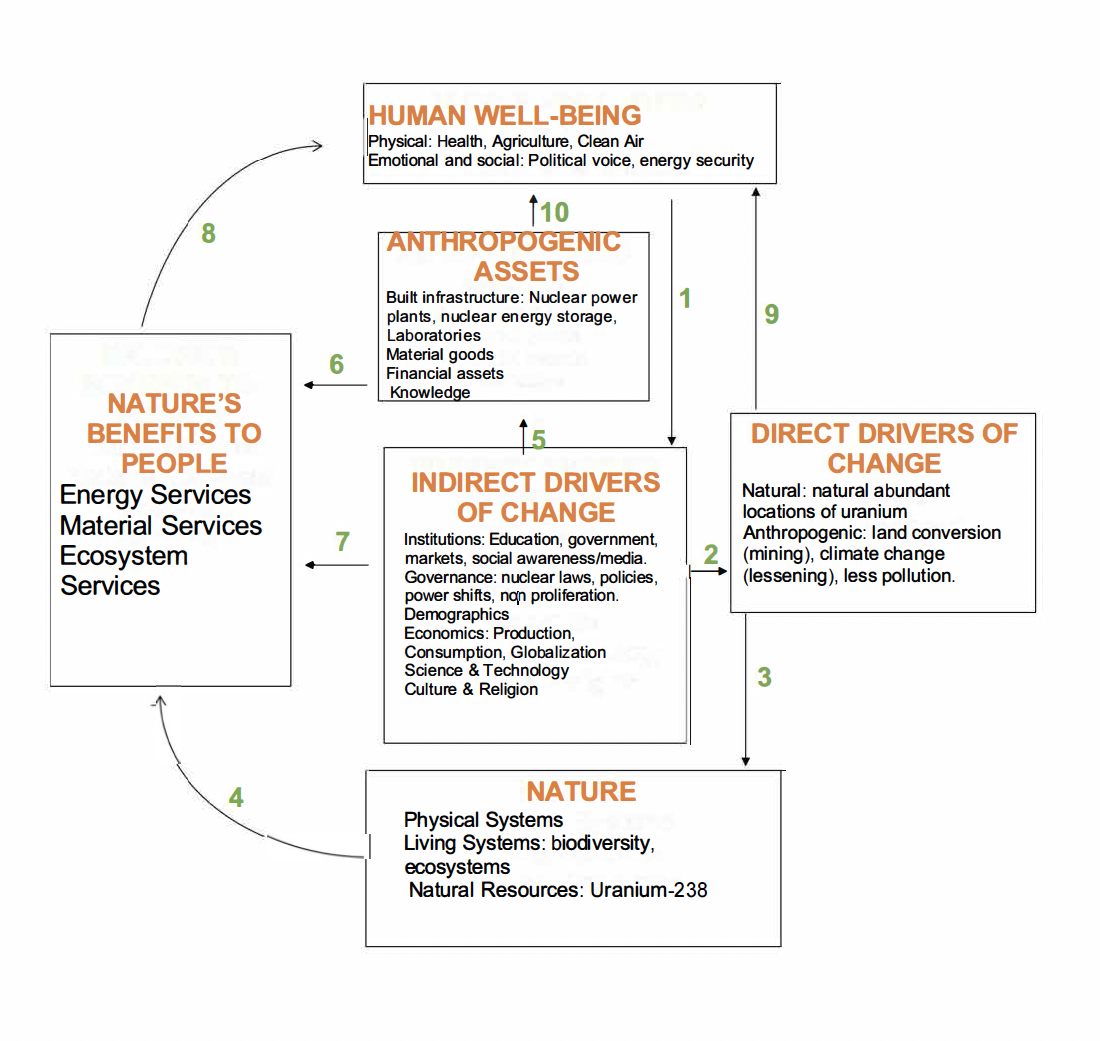 HUMAN WELL-BEING
Physical: Health, Agriculture, Clean Air
Emotional and social: Political voice, energy security
10
8
ANTHROPOGENIC
ASSETS
Built infrastructure: Nuclear power
plants, nuclear energy storage,
Laboratories
Material goods
Financial assets
Knowledge
1
9
6
NATURE'S
BENEFITS TO
PEOPLE
Energy Services
Material Services
Ecosystem
Services
5
INDIRECT DRIVERS
OF CHANGE
Institutions: Education, government,
markets, social awareness/media.
Governance: nuclear laws, policies,
power shifts, non proliferation.
Demographics
Economics: Production,
Consumption, Globalization
Science & Technology
Culture & Religion
7
2
DIRECT DRIVERS OF
CHANGE
Natural: natural abundant
locations of uranium
Anthropogenic: land conversion
(mining), climate change
(lessening), less pollution.
3
4
NATURE
Physical Systems
Living Systems: biodiversity,
ecosystems
Natural Resources: Uranium-238